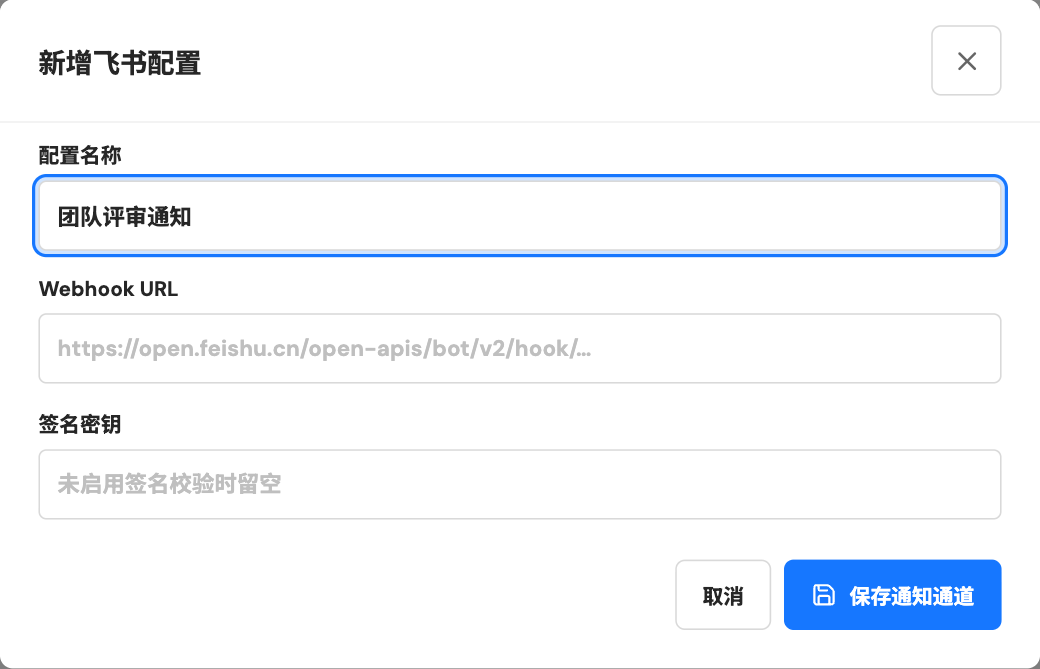 新增飞书配置
配置名称
团队评审通知
Webhook URL
https://open.feishu.cn/open-apis/bot/v2/hook/...
签名密钥
未启用签名校验时留空
取消
保存通知通道